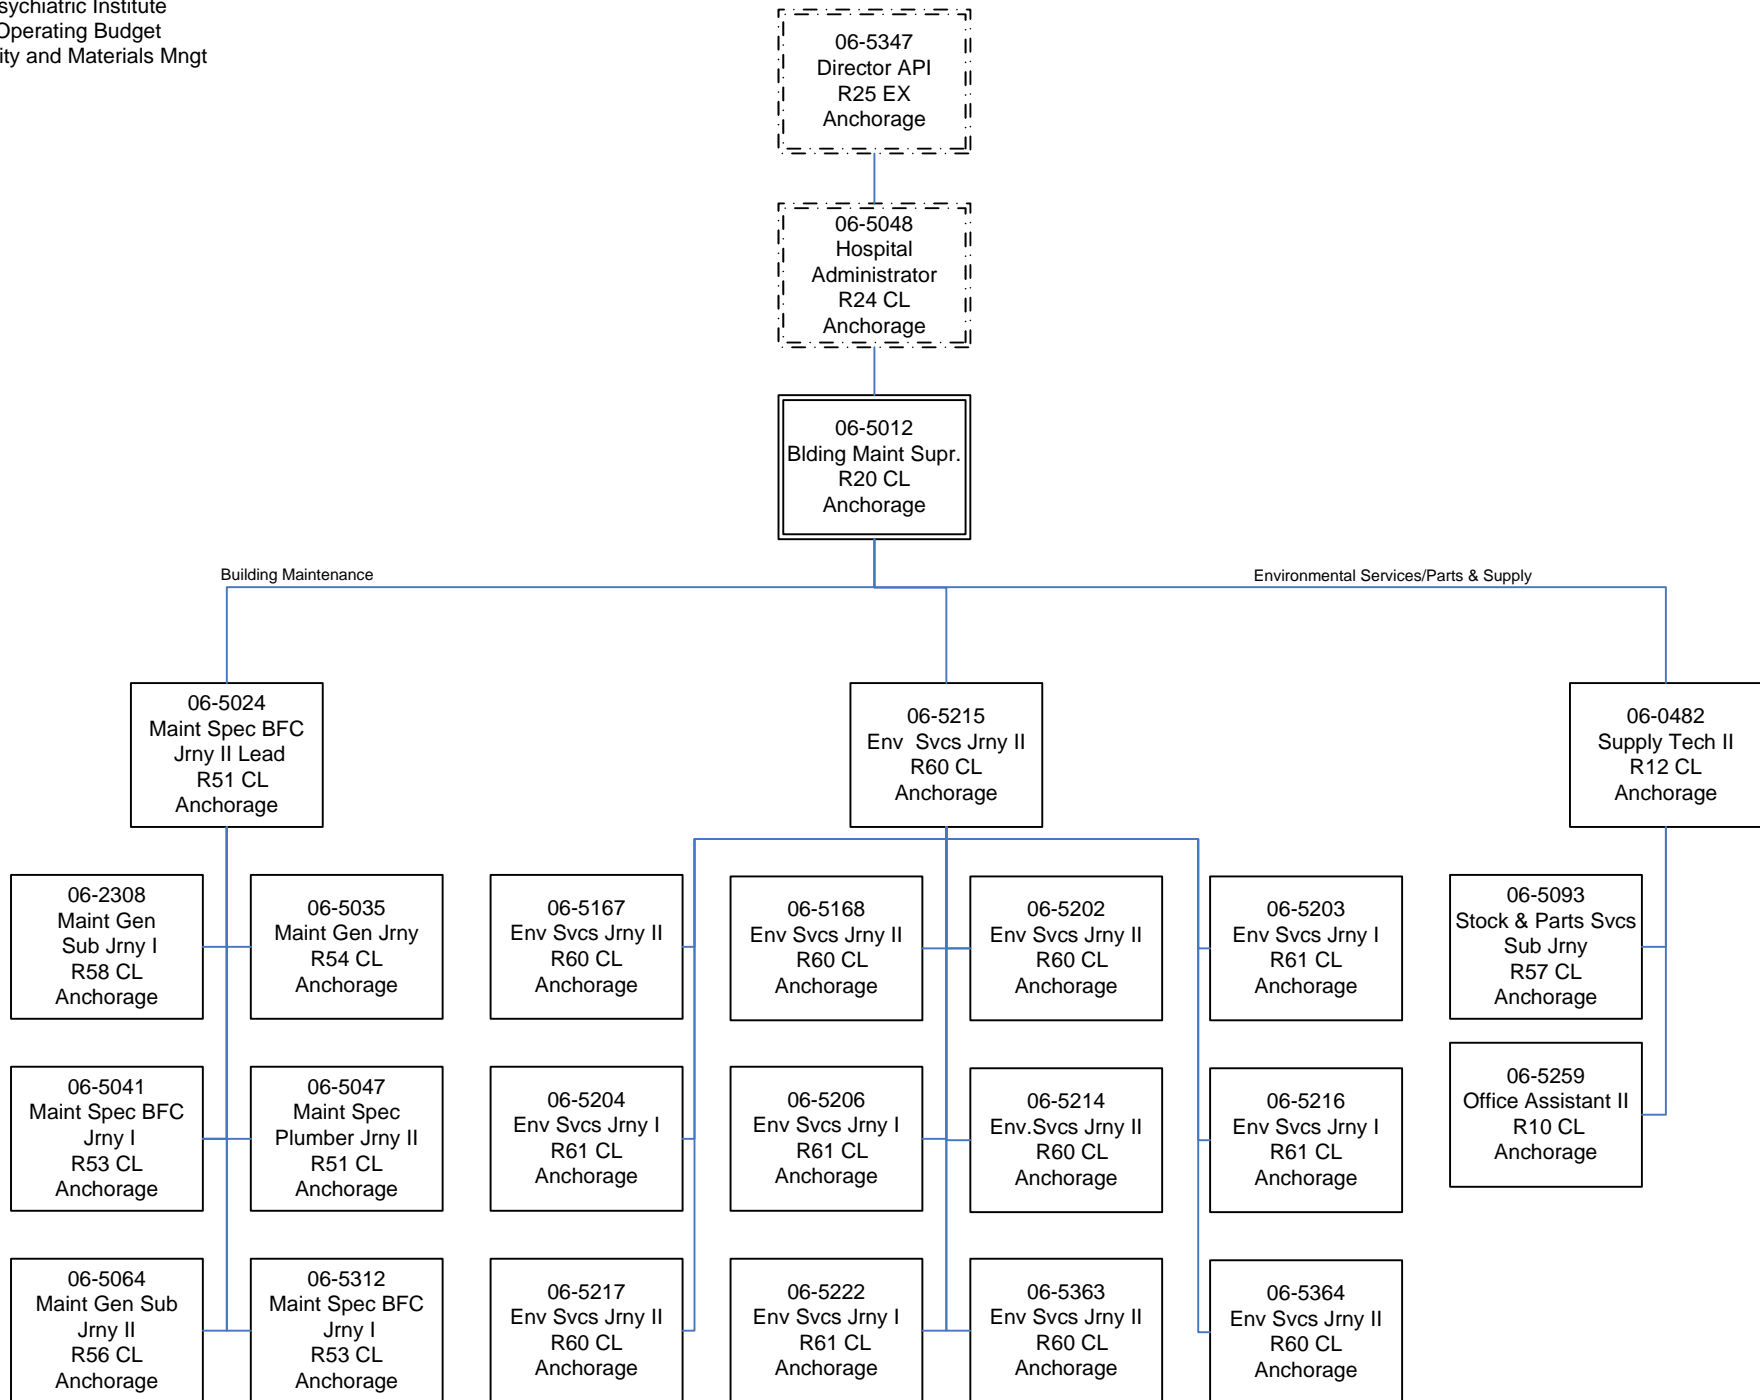 Psychiatric Institute
Operating Budget
ity and Materials Mngt
06-5347
Director API
R25 EX
Anchorage
06-5048
Hospital
Administrator
R24 CL
Anchorage
06-5012
Blding Maint Supr.
R20 CL
Anchorage
Building Maintenance
Environmental Services/Parts & Supply
06-5024
Maint Spec BFC
Jrny II Lead
R51 CL
Anchorage
06-5215
Env  Svcs Jrny II
R60 CL
Anchorage
06-0482
Supply Tech II
R12 CL
Anchorage
06-2308
Maint Gen
Sub Jrny I
R58 CL
Anchorage
06-5035
Maint Gen Jrny
R54 CL
Anchorage
06-5167
Env Svcs Jrny II
R60 CL
Anchorage
06-5168
Env Svcs Jrny II
R60 CL
Anchorage
06-5202
Env Svcs Jrny II
R60 CL
Anchorage
06-5203
Env Svcs Jrny I
R61 CL
Anchorage
06-5093
Stock & Parts Svcs
Sub Jrny
R57 CL
Anchorage
06-5041
Maint Spec BFC
Jrny I
R53 CL
Anchorage
06-5047
Maint Spec
Plumber Jrny II
R51 CL
Anchorage
06-5204
Env Svcs Jrny I
R61 CL
Anchorage
06-5206
Env Svcs Jrny I
R61 CL
Anchorage
06-5214
Env.Svcs Jrny II
R60 CL
Anchorage
06-5216
Env Svcs Jrny I
R61 CL
Anchorage
06-5259
Office Assistant II
R10 CL
Anchorage
06-5064
Maint Gen Sub
Jrny II
R56 CL
Anchorage
06-5312
Maint Spec BFC
Jrny I
R53 CL
Anchorage
06-5217
Env Svcs Jrny II
R60 CL
Anchorage
06-5222
Env Svcs Jrny I
R61 CL
Anchorage
06-5363
Env Svcs Jrny II
R60 CL
Anchorage
06-5364
Env Svcs Jrny II
R60 CL
Anchorage